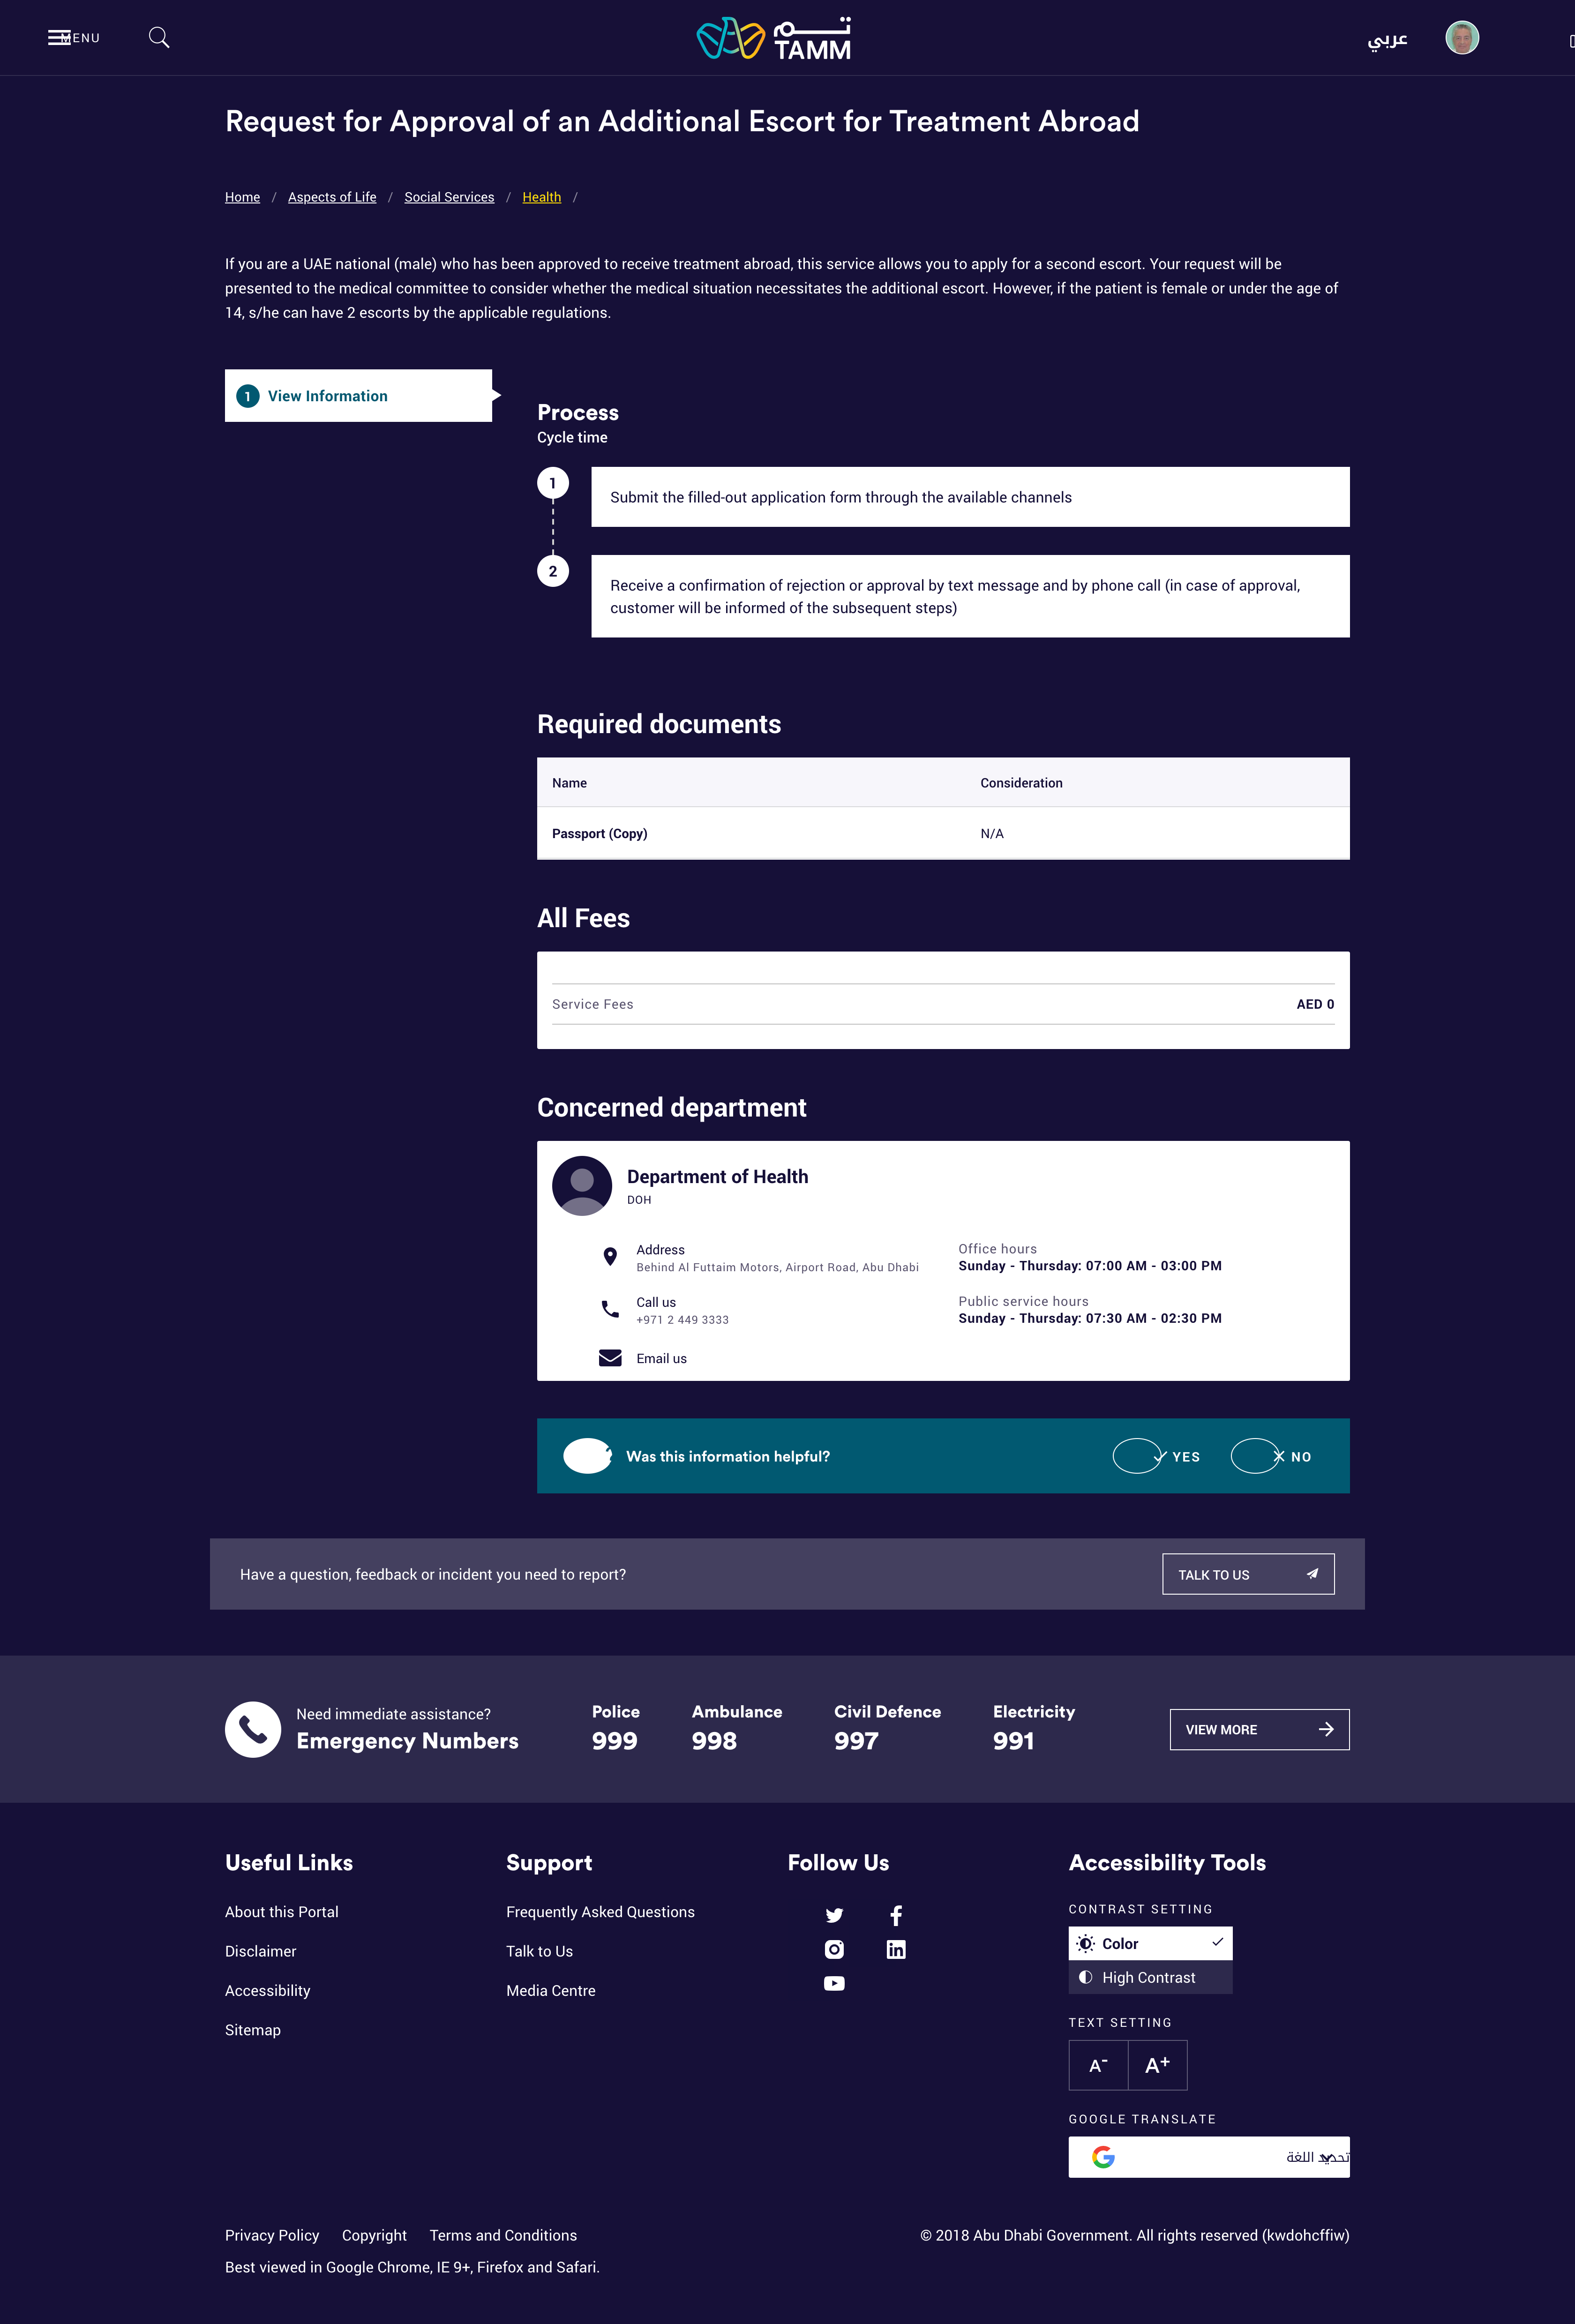 MENU
تـــم
TAMM
عربي
Request for Approval of an Additional Escort for Treatment Abroad
Home / Aspects of Life / Social Services / Health /
If you are a UAE national (male) who has been approved to receive treatment abroad, this service allows you to apply for a second escort. Your request will be
presented to the medical committee to consider whether the medical situation necessitates the additional escort. However, if the patient is female or under the age of
14, s/he can have 2 escorts by the applicable regulations.
1 View Information
Process
Cycle time
1
Submit the filled-out application form through the available channels
2
Receive a confirmation of rejection or approval by text message and by phone call (in case of approval,
customer will be informed of the subsequent steps)
Required documents
Name Consideration
Passport (Copy) N/A
All Fees
Service Fees AED 0
Concerned department
Department of Health
DOH
Address
Behind Al Futtaim Motors, Airport Road, Abu Dhabi
Office hours
Sunday - Thursday: 07:00 AM - 03:00 PM
Call us
+971 2 449 3333
Public service hours
Sunday - Thursday: 07:30 AM - 02:30 PM
Email us
Was this information helpful? YES NO
Have a question, feedback or incident you need to report? TALK TO US
Need immediate assistance?
Emergency Numbers
Police
999
Ambulance
998
Civil Defence
997
Electricity
991
VIEW MORE
Useful Links
About this Portal
Disclaimer
Accessibility
Sitemap
Support
Frequently Asked Questions
Talk to Us
Media Centre
Follow Us
Accessibility Tools
CONTRAST SETTING
Color
High Contrast
TEXT SETTING
A- A+
GOOGLE TRANSLATE
تحديد اللغة
Privacy Policy Copyright Terms and Conditions
© 2018 Abu Dhabi Government. All rights reserved (kwdohcffiw)
Best viewed in Google Chrome, IE 9+, Firefox and Safari.